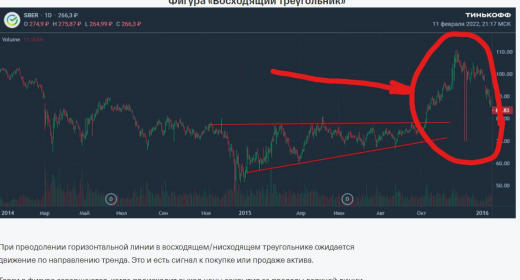 Фигура «Восходящий треугольник»
SBER · 1D · 266,3 ₽
O 274,9 ₽ H 275,87 ₽ L 264,99 ₽ C 266,3 ₽
ТИНЬКОФФ
11 февраля 2022, 21:17 МСК
Volume
110.00
100.00
90.00
80.00
70.00
60.00
50.00
2014 Мар Май Июл Сен Ноя 2015 Апр Июн Авг Окт 2016
При преодолении горизонтальной линии в восходящем/нисходящем треугольнике ожидается
движение по направлению тренда. Это и есть сигнал к покупке или продаже актива.